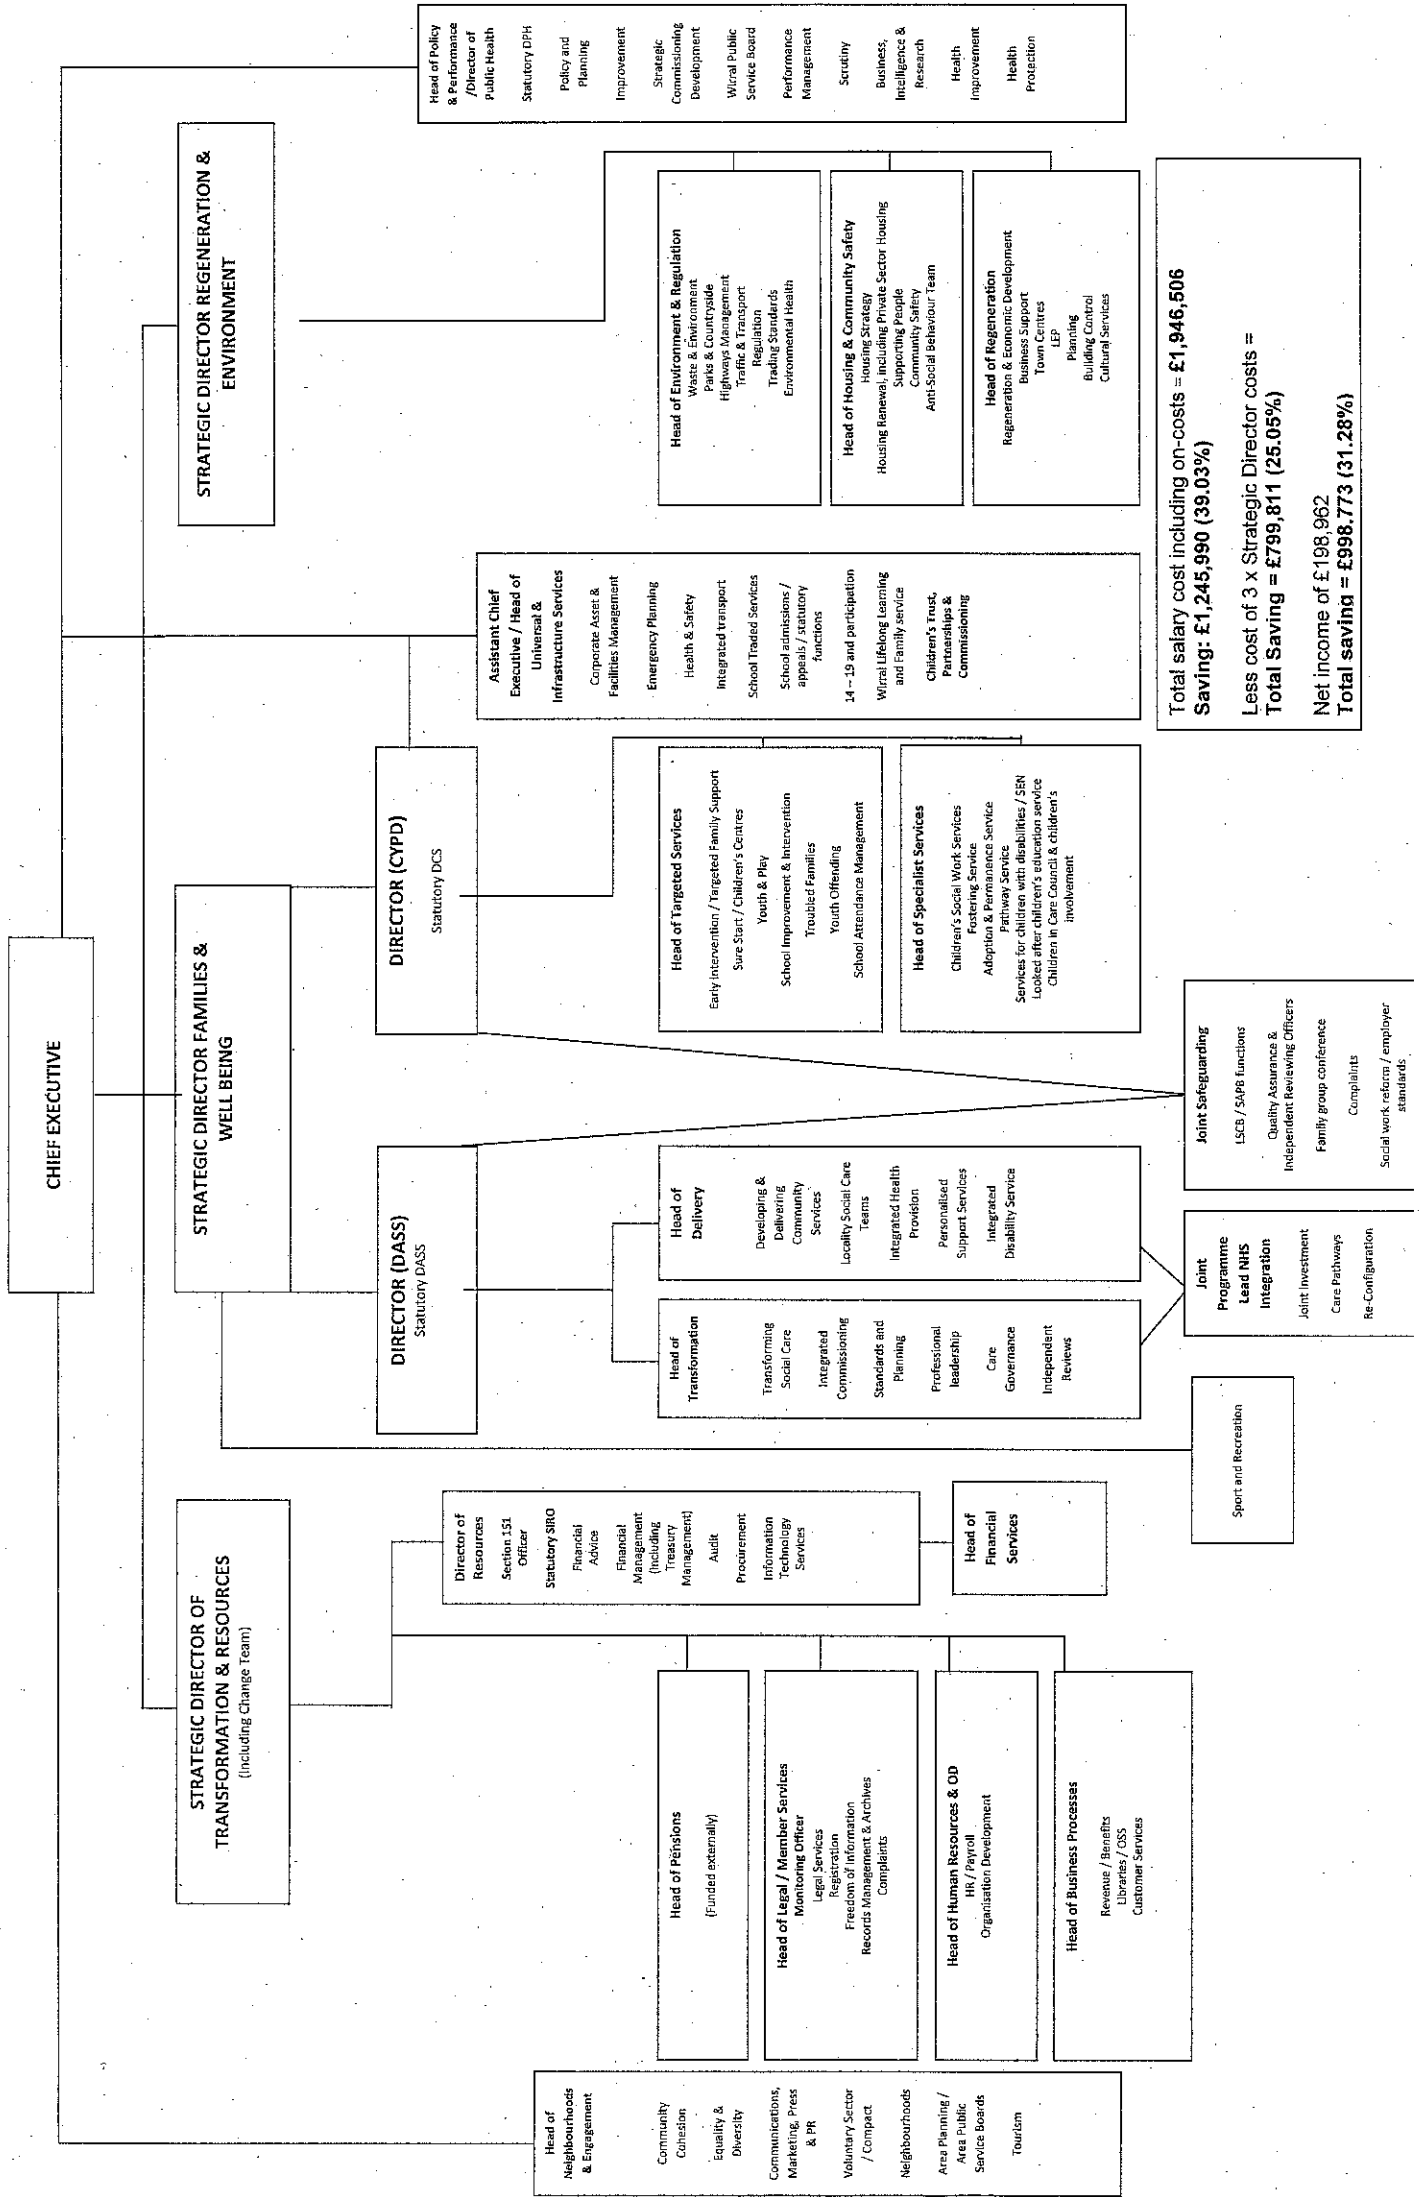 CHIEF EXECUTIVE
STRATEGIC DIRECTOR OF
TRANSFORMATION & RESOURCES
(Including Change Team)
STRATEGIC DIRECTOR FAMILIES &
WELL BEING
STRATEGIC DIRECTOR REGENERATION &
ENVIRONMENT
Head of
Neighbourhoods
& Engagement
Community
Cohesion
Equality &
Diversity
Communications,
Marketing, Press
& PR
Voluntary Sector
/ Compact
Neighbourhoods
Area Planning /
Area Public
Service Boards
Tourism
Head of Pensions
(Funded externally)
Head of Legal / Member Services
Monitoring Officer
Legal Services
Registration
Freedom of Information
Records Management & Archives
Complaints
Head of Human Resources & OD
HR / Payroll
Organisation Development
Head of Business Processes
Revenue / Benefits
Libraries / OSS
Customer Services
Director of
Resources
Section 151
Officer
Statutory SIRO
Financial
Advice
Financial
Management
(Including
Treasury
Management)
Audit
Procurement
Information
Technology
Services
Head of
Financial
Services
Sport and Recreation
DIRECTOR (DASS)
Statutory DASS
Head of
Transformation
Transforming
Social Care
Integrated
Commissioning
Standards and
Planning
Professional
leadership
Care
Governance
Independent
Reviews
Head of
Delivery
Developing &
Delivering
Community
Services
Locality Social Care
Teams
Integrated Health
Provision
Personalised
Support Services
Integrated
Disability Service
Joint
Programme
Lead NHS
Integration
Joint Investment
Care Pathways
Re-Configuration
Joint Safeguarding
LSCB / SAPB functions
Quality Assurance &
Independent Reviewing Officers
Family group conference
Complaints
Social work reform / employer
standards
DIRECTOR (CYPD)
Statutory DCS
Head of Targeted Services
Early Intervention / Targeted Family Support
Sure Start / Children's Centres
Youth & Play
School Improvement & Intervention
Troubled Families
Youth Offending
School Attendance Management
Head of Specialist Services
Children's Social Work Services
Fostering Service
Adoption & Permanence Service
Pathway Service
Services for children with disabilities / SEN
Looked after children's education service
Children in Care Council & children's
involvement
Assistant Chief
Executive / Head of
Universal &
Infrastructure Services
Corporate Asset &
Facilities Management
Emergency Planning
Health & Safety
Integrated transport
School Traded Services
School admissions /
appeals / statutory
functions
14 – 19 and participation
Wirral Lifelong Learning
and Family service
Children's Trust,
Partnerships &
Commissioning
Head of Environment & Regulation
Waste & Environment
Parks & Countryside
Highways Management
Traffic & Transport
Regulation
Trading Standards
Environmental Health
Head of Housing & Community Safety
Housing Strategy
Housing Renewal, including Private Sector Housing
Supporting People
Community Safety
Anti-Social Behaviour Team
Head of Regeneration
Regeneration & Economic Development
Business Support
Town Centres
LEP
Planning
Building Control
Cultural Services
Head of Policy
& Performance
/Director of
Public Health
Statutory DPH
Policy and
Planning
Improvement
Strategic
Commissioning
Development
Wirral Public
Service Board
Performance
Management
Scrutiny
Business,
Intelligence &
Research
Health
Improvement
Health
Protection
Total salary cost including on-costs = £1,946,506
Saving: £1,245,990 (39.03%)
Less cost of 3 x Strategic Director costs =
Total Saving = £799,811 (25.05%)
Net income of £198,962
Total saving = £998.773 (31.28%)